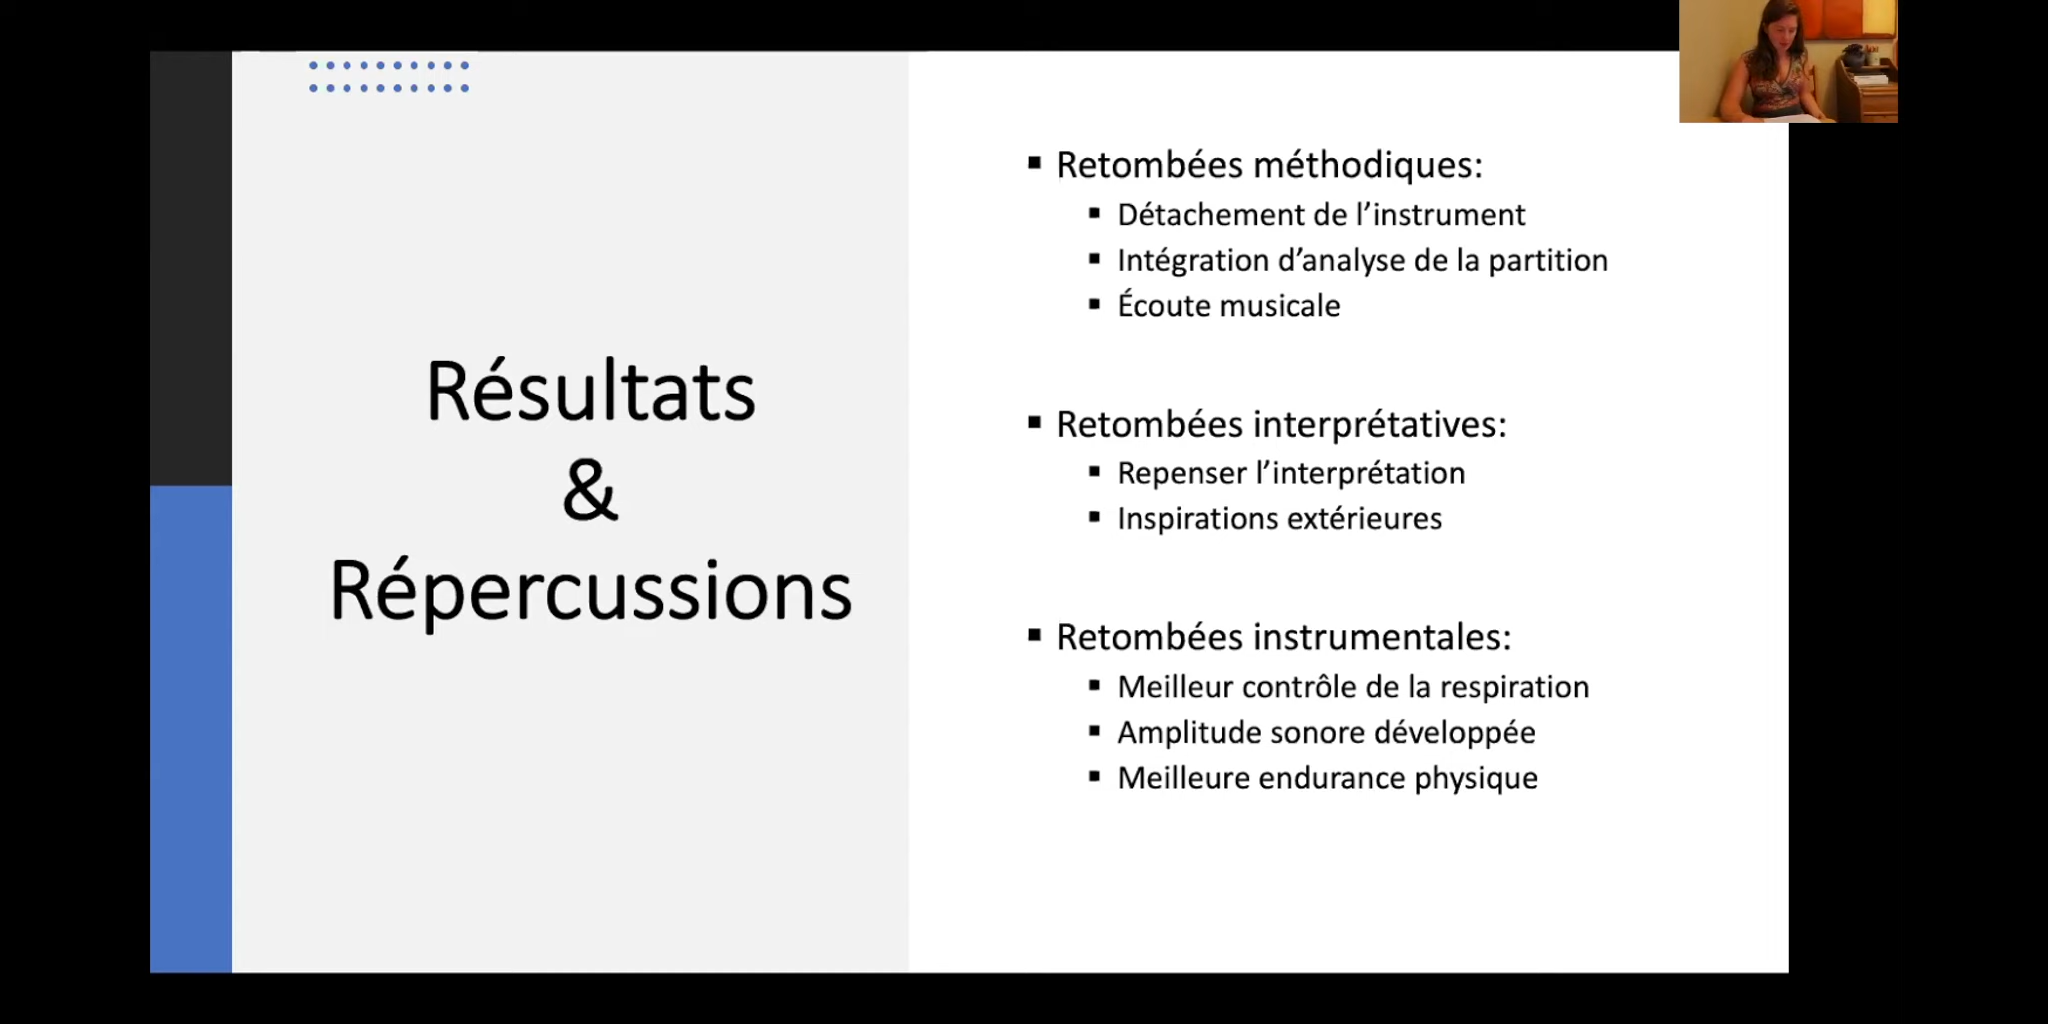 Résultats
&
Répercussions
Retombées méthodiques:
Détachement de l’instrument
Intégration d’analyse de la partition
Écoute musicale
Retombées interprétatives:
Repenser l’interprétation
Inspirations extérieures
Retombées instrumentales:
Meilleur contrôle de la respiration
Amplitude sonore développée
Meilleure endurance physique